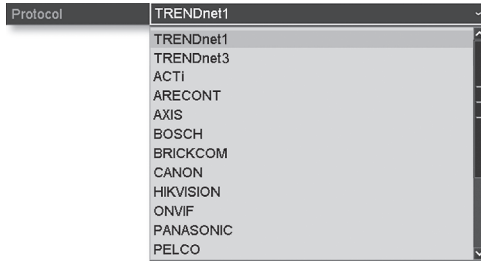 Protocol TRENDnet1
TRENDnet1
TRENDnet3
ACTi
ARECONT
AXIS
BOSCH
BRICKCOM
CANON
HIKVISION
ONVIF
PANASONIC
PELCO